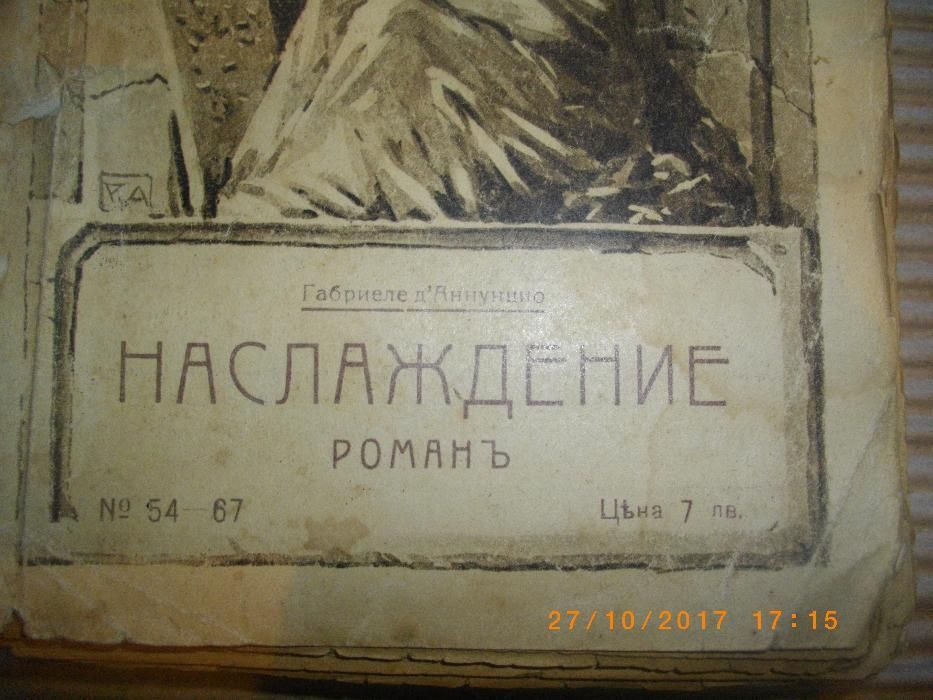 Габриеле д'Аннунцио
НАСЛАЖДЕНИЕ
РОМАНЪ
№ 54—67
Цѣна 7 лв.
27/10/2017 17:15